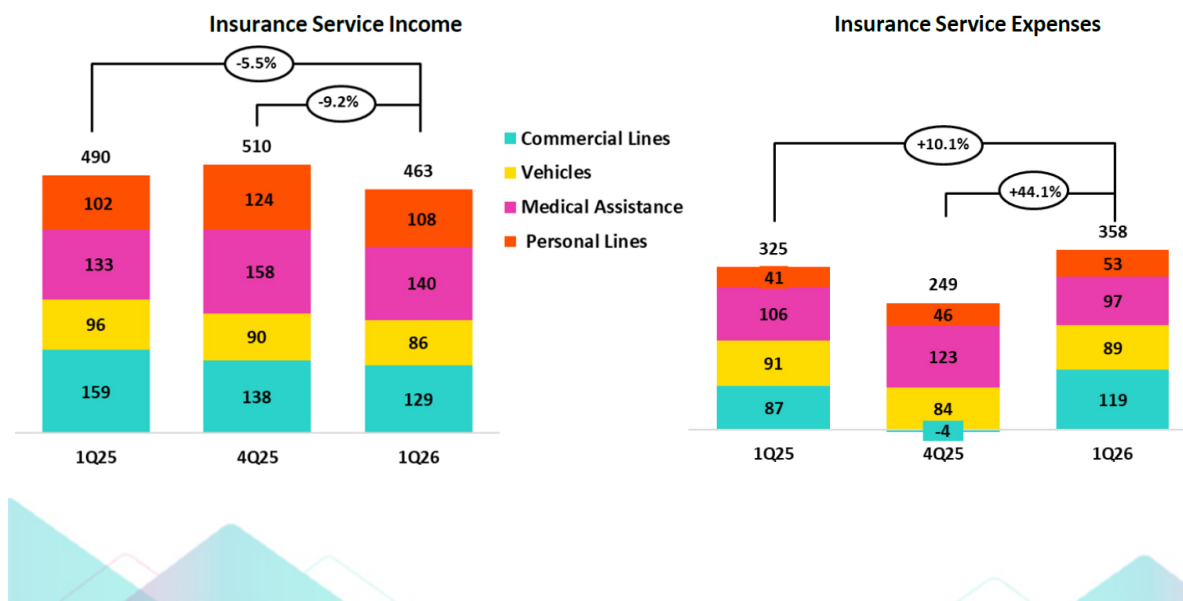 Insurance Service Income
-5.5%
-9.2%
490
510
463
102
124
108
133
158
140
96
90
86
159
138
129
1Q25
4Q25
1Q26
Commercial Lines
Vehicles
Medical Assistance
Personal Lines
Insurance Service Expenses
+10.1%
+44.1%
325
249
358
41
46
53
106
123
97
91
84
89
87
-4
119
1Q25
4Q25
1Q26